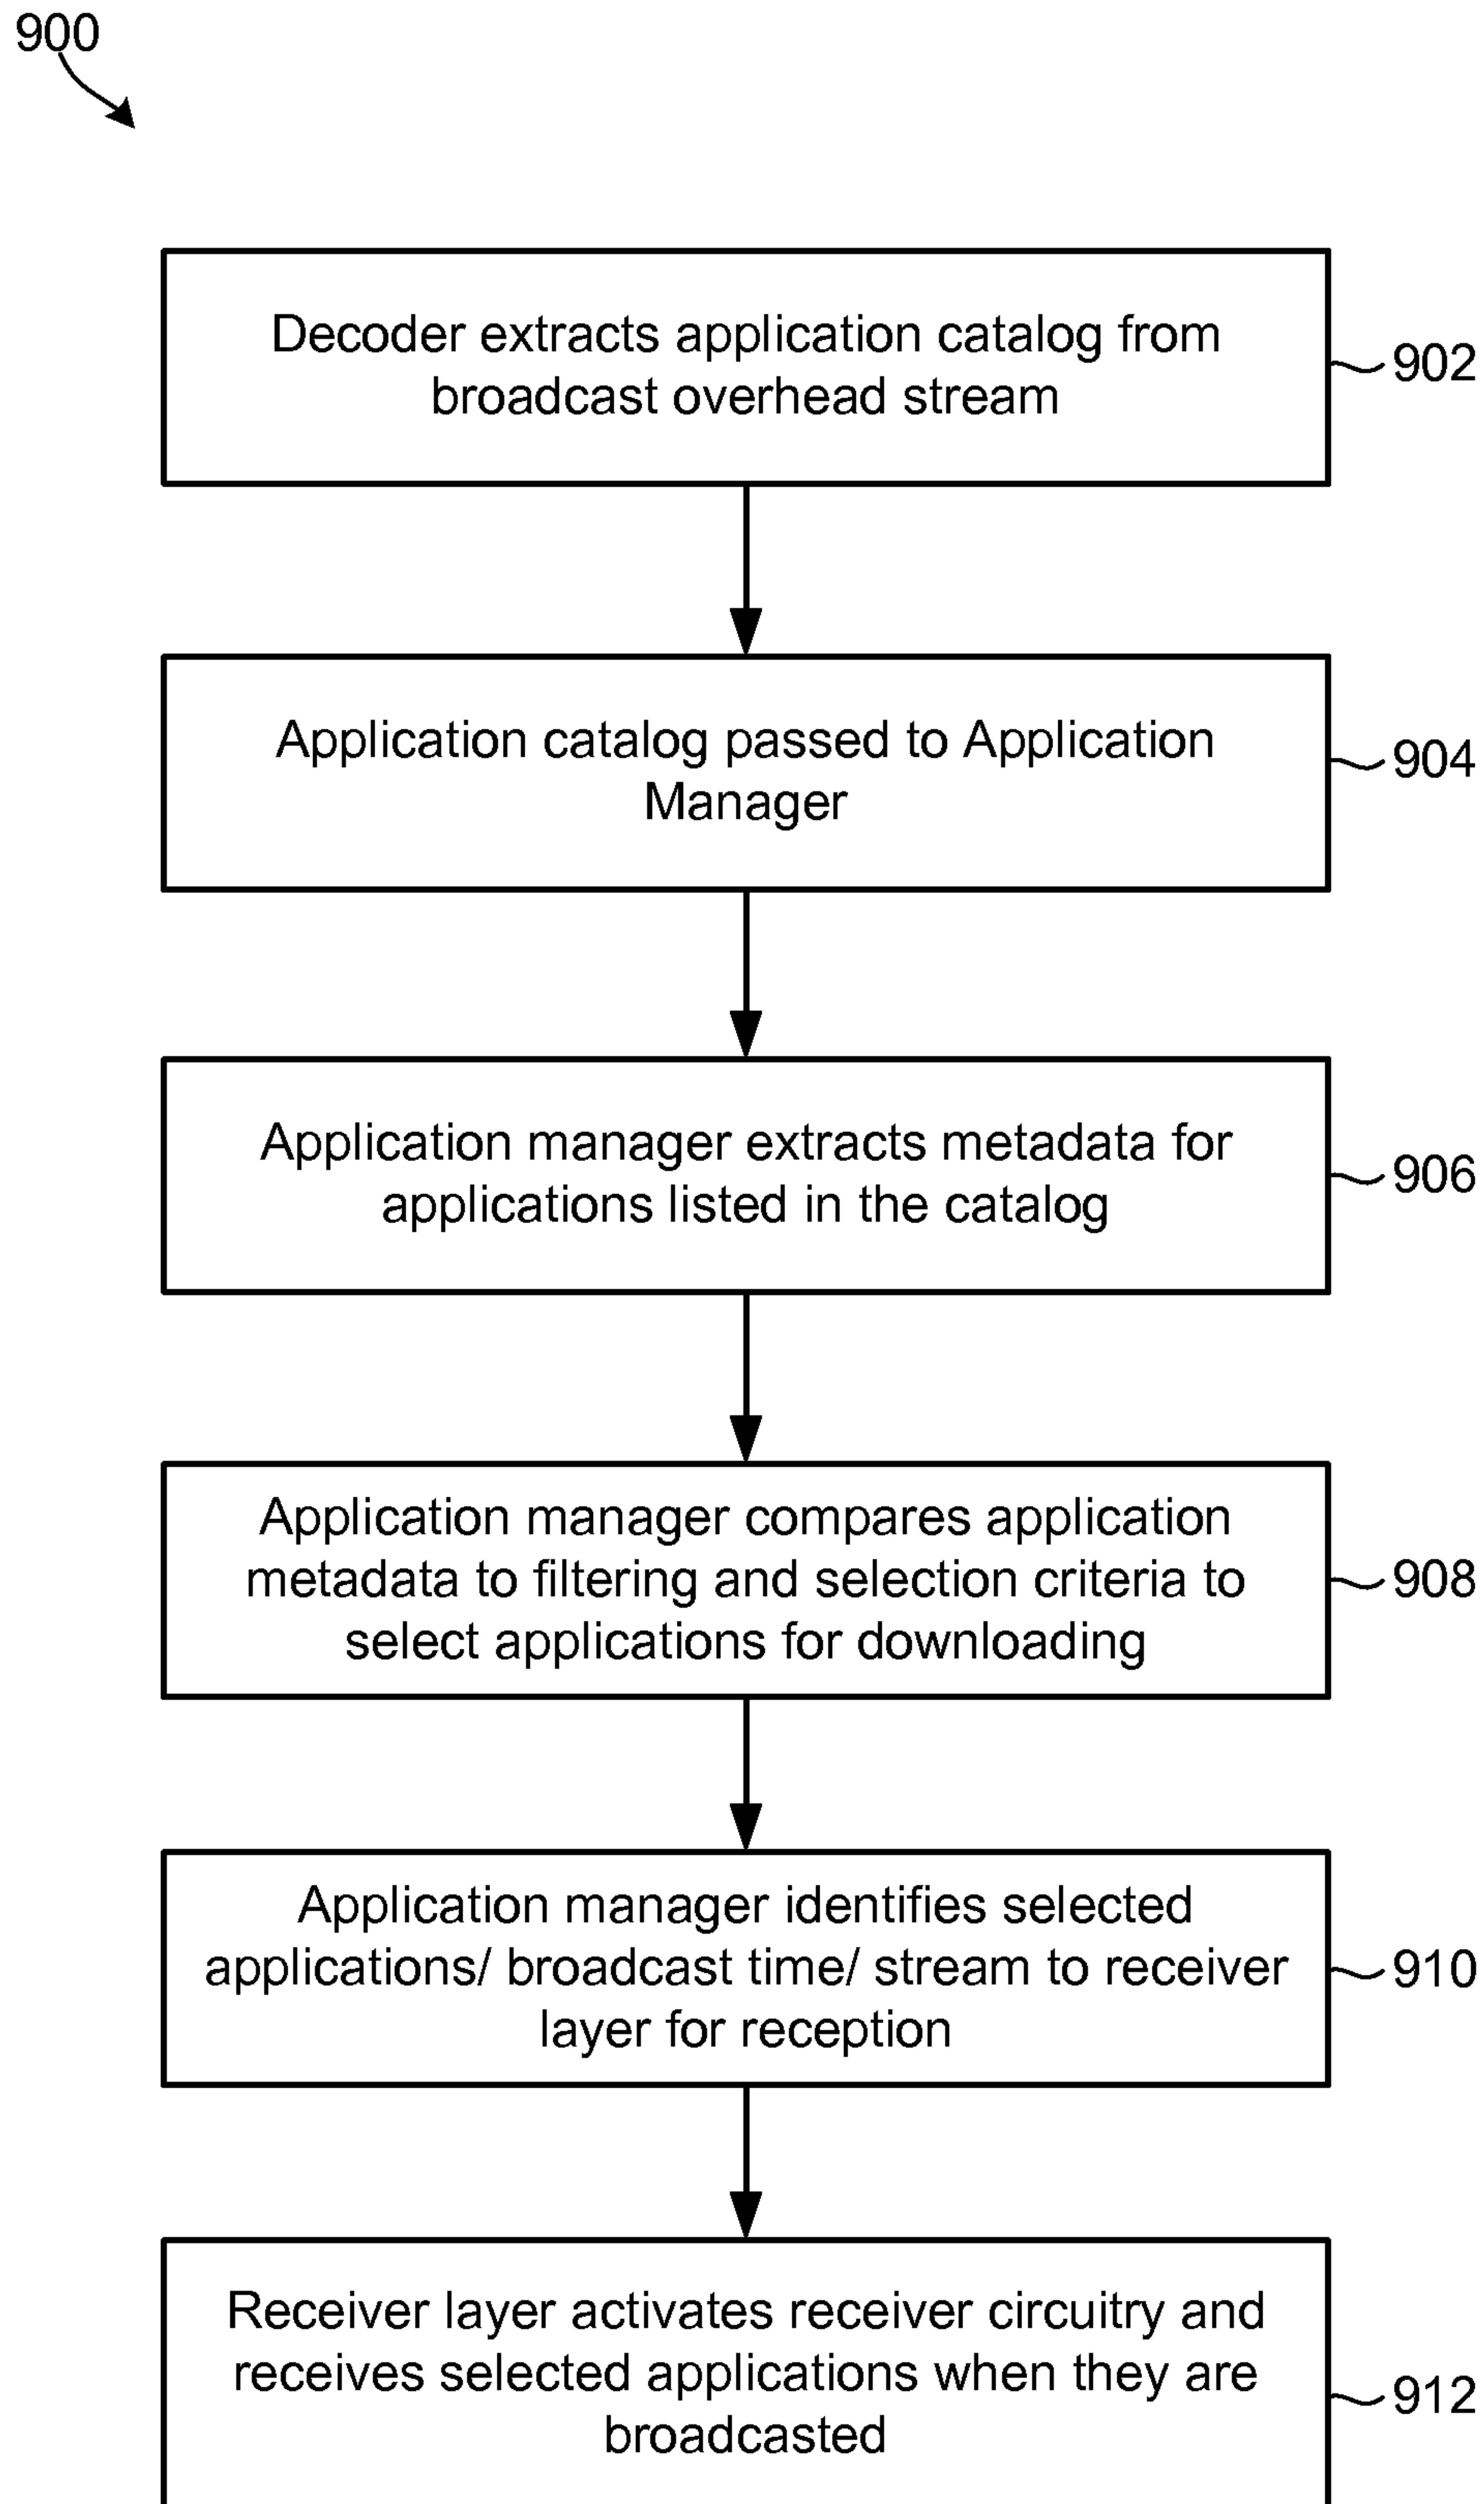 900
Decoder extracts application catalog from
broadcast overhead stream
902
Application catalog passed to Application
Manager
904
Application manager extracts metadata for
applications listed in the catalog
906
Application manager compares application
metadata to filtering and selection criteria to
select applications for downloading
908
Application manager identifies selected
applications/ broadcast time/ stream to receiver
layer for reception
910
Receiver layer activates receiver circuitry and
receives selected applications when they are
broadcasted
912